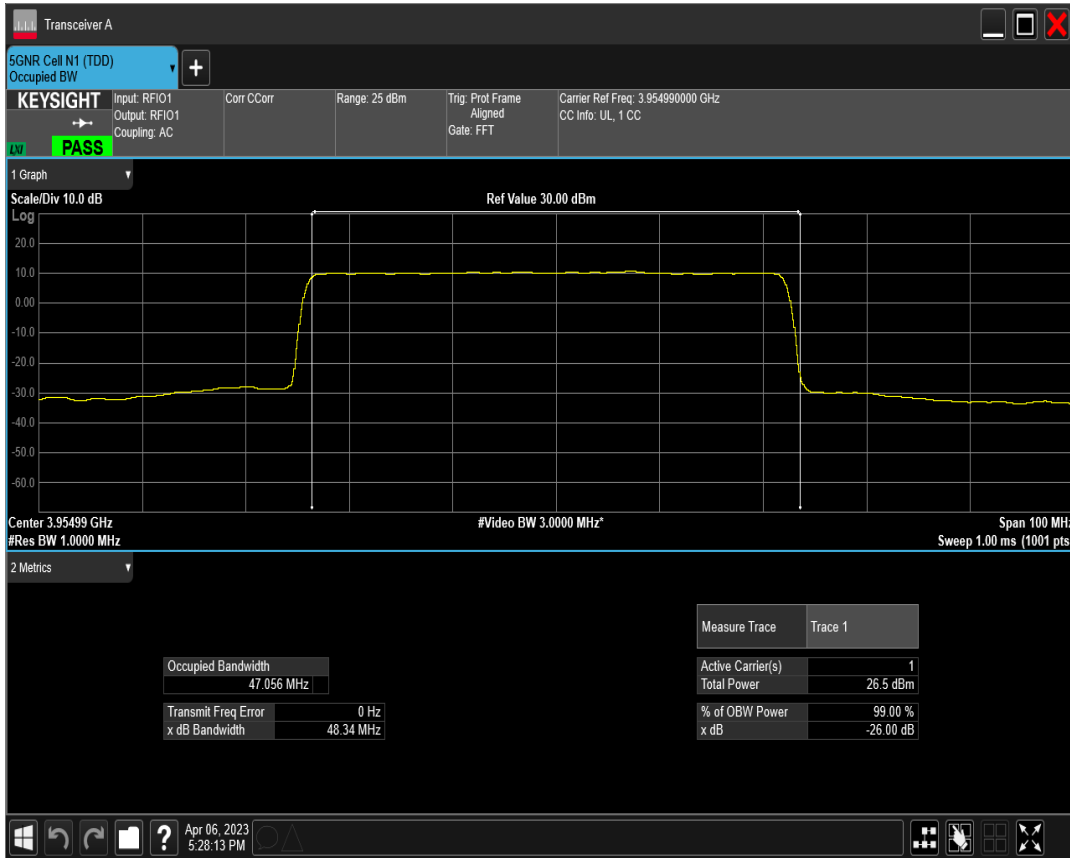 Transceiver A
5GNR Cell N1 (TDD)
Occupied BW
KEYSIGHT
LXI
PASS
Input: RFIO1
Output: RFIO1
Coupling: AC
Corr CCorr
Range: 25 dBm
Trig: Prot Frame
Aligned
Gate: FFT
Carrier Ref Freq: 3.954990000 GHz
CC Info: UL, 1 CC
1 Graph
Scale/Div 10.0 dB
Ref Value 30.00 dBm
Log
20.0
10.0
0.00
-10.0
-20.0
-30.0
-40.0
-50.0
-60.0
Center 3.95499 GHz
#Video BW 3.0000 MHz*
Span 100 MHz
#Res BW 1.0000 MHz
Sweep 1.00 ms (1001 pts
2 Metrics
Measure Trace Trace 1
Occupied Bandwidth
47.056 MHz
Active Carrier(s) 1
Total Power 26.5 dBm
Transmit Freq Error 0 Hz
x dB Bandwidth 48.34 MHz
% of OBW Power 99.00 %
x dB -26.00 dB
?
Apr 06, 2023
5:28:13 PM